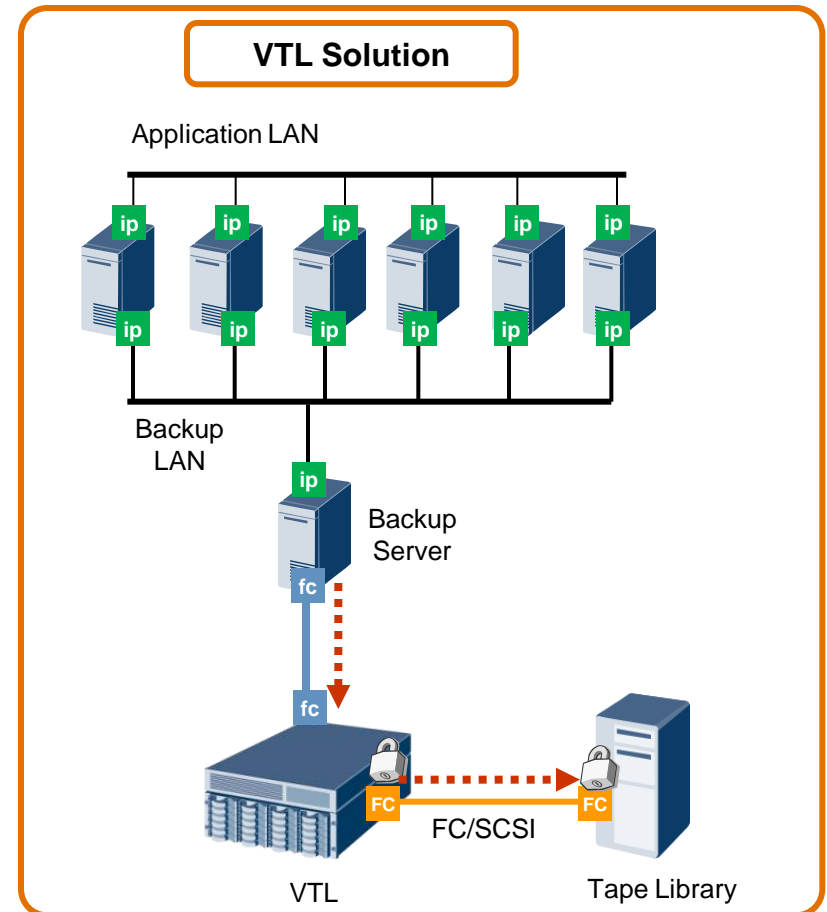 VTL Solution
Application LAN
ip ip ip ip ip ip
ip ip ip ip ip ip
Backup
LAN
ip
Backup
Server
fc
fc
FC FC
FC/SCSI
VTL
Tape Library